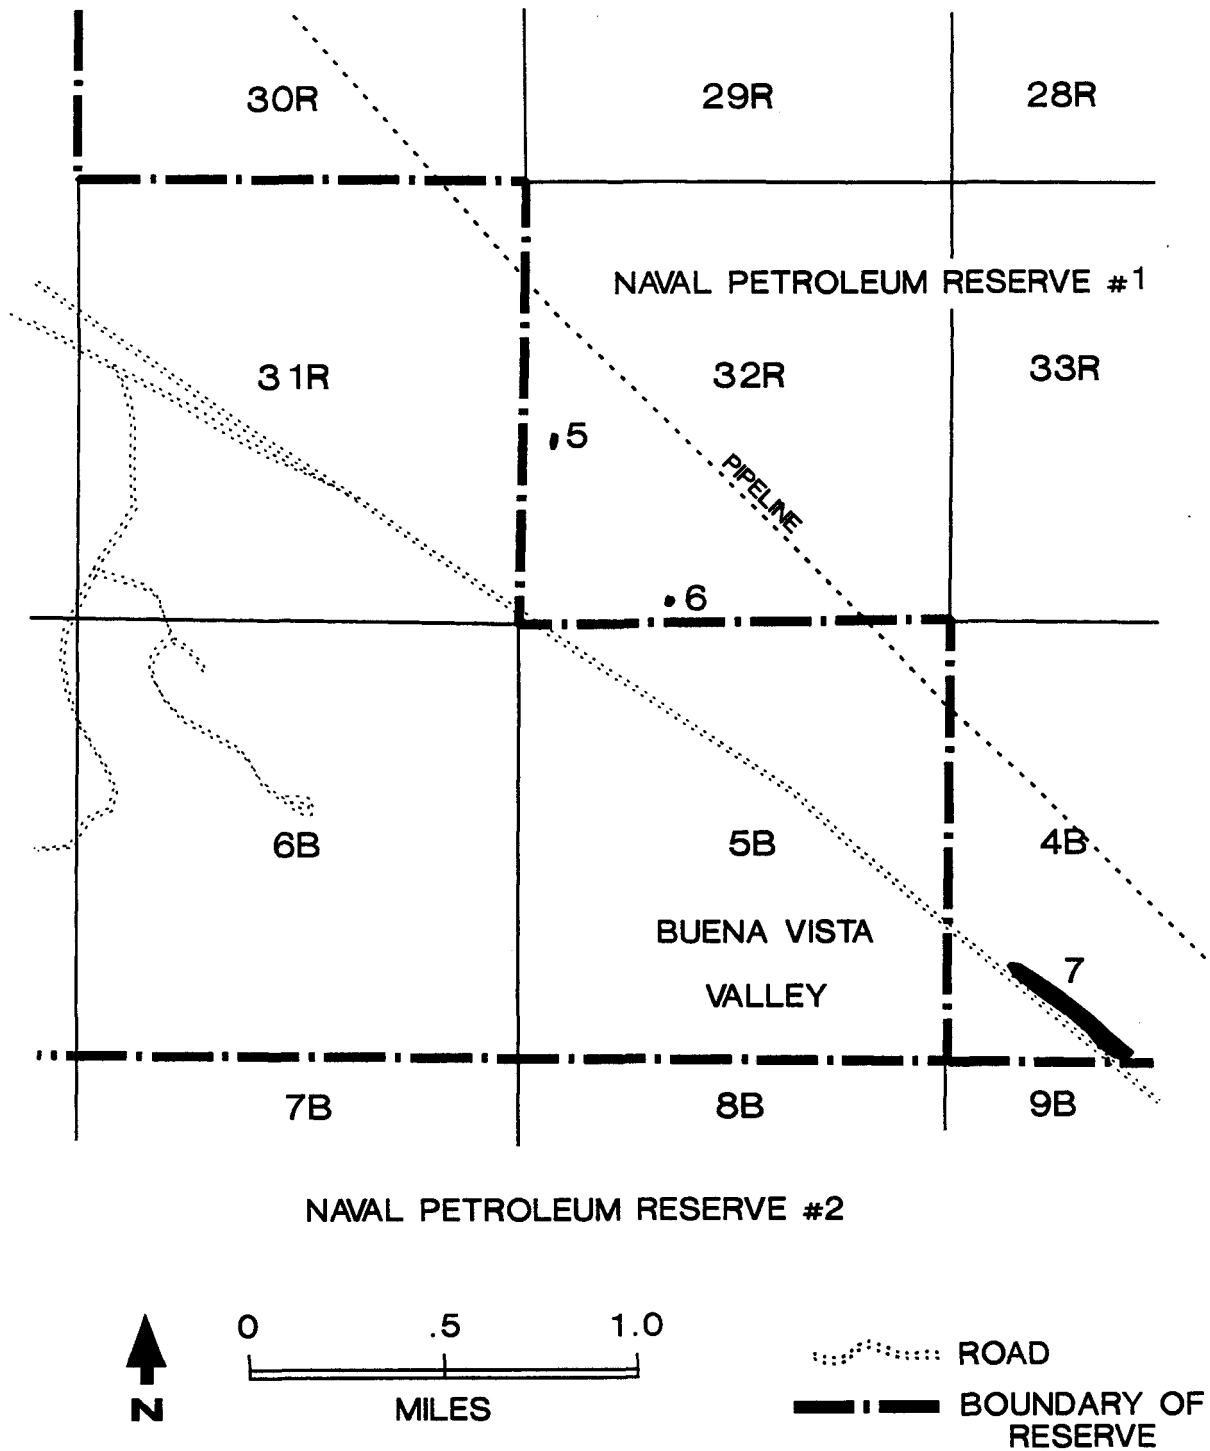 30R
29R
28R
NAVAL PETROLEUM RESERVE #1
31R
32R
33R
5
PIPELINE
6
6B
5B
4B
BUENA VISTA
VALLEY
7
7B
8B
9B
NAVAL PETROLEUM RESERVE #2
0 .5 1.0
MILES
N
ROAD
BOUNDARY OF
RESERVE